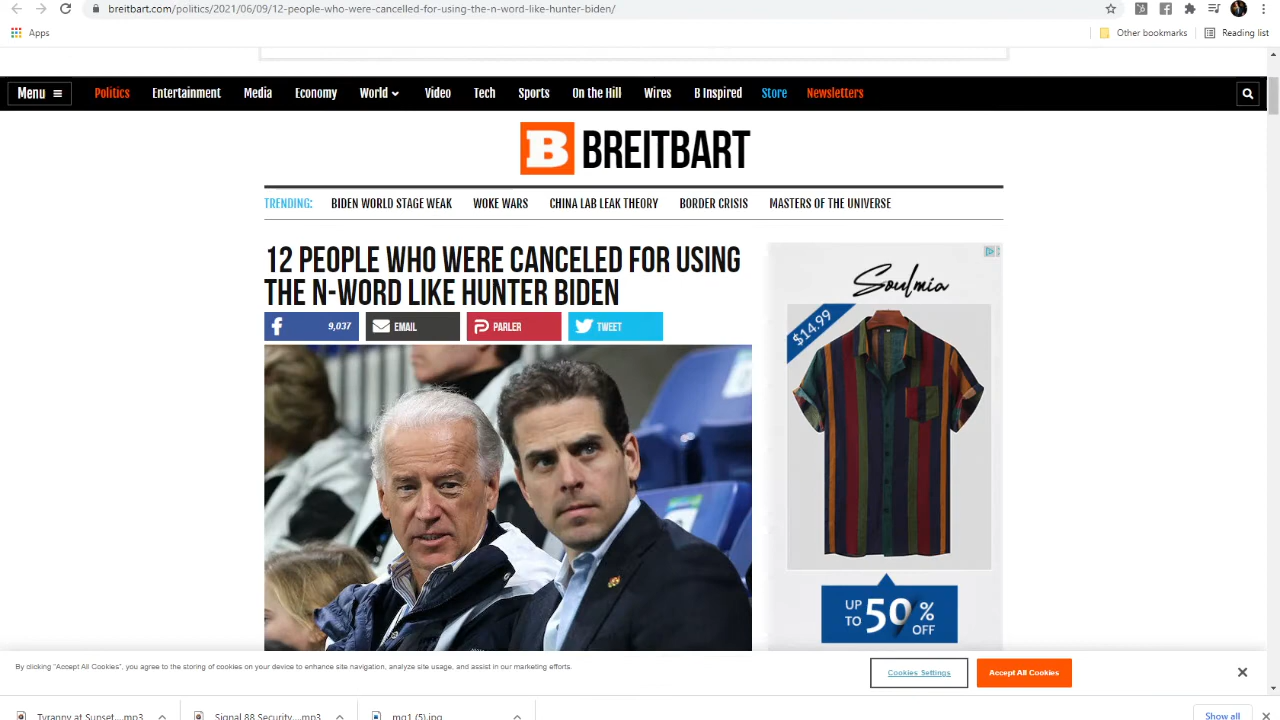 breitbart.com/politics/2021/06/09/12-people-who-were-cancelled-for-using-the-n-word-like-hunter-biden/
Apps
Other bookmarks
Reading list
Menu
Politics
Entertainment
Media
Economy
World
Video
Tech
Sports
On the Hill
Wires
B Inspired
Store
Newsletters
B BREITBART
TRENDING:
BIDEN WORLD STAGE WEAK
WOKE WARS
CHINA LAB LEAK THEORY
BORDER CRISIS
MASTERS OF THE UNIVERSE
12 PEOPLE WHO WERE CANCELED FOR USING
THE N-WORD LIKE HUNTER BIDEN
9,037
EMAIL
PARLER
TWEET
Soulmia
$14.99
UP TO 50% OFF
By clicking "Accept All Cookies", you agree to the storing of cookies on your device to enhance site navigation, analyze site usage, and assist in our marketing efforts.
Cookies Settings
Accept All Cookies
Tyranny at Sunset....mp3
Signal 88 Security....mp3
mg1 (5).jpg
Show all